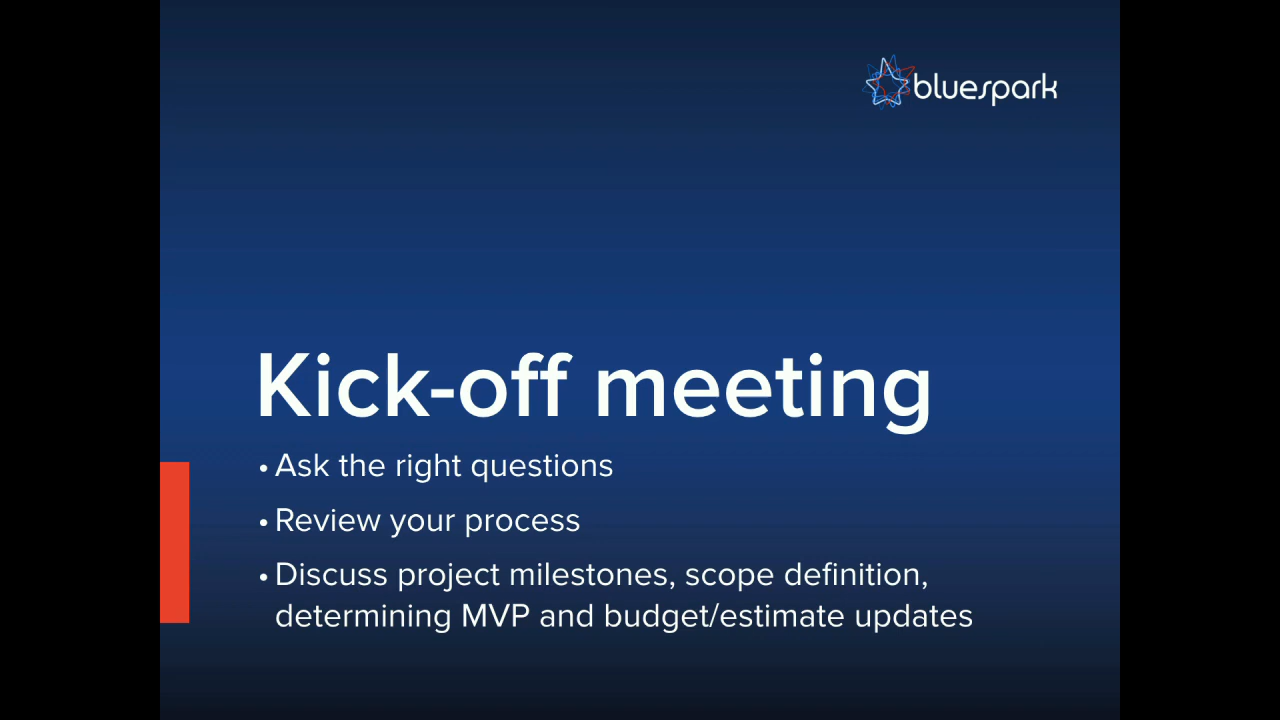 bluespark
Kick-off meeting
• Ask the right questions
• Review your process
• Discuss project milestones, scope definition,
determining MVP and budget/estimate updates